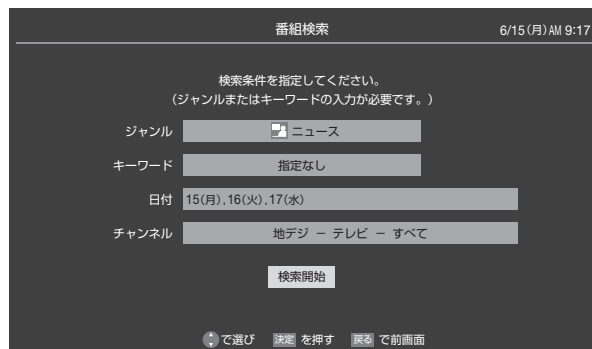 番組検索 6/15(月)AM 9:17
検索条件を指定してください。
(ジャンルまたはキーワードの入力が必要です。)
ジャンル ニュース
キーワード 指定なし
日付 15(月),16(火),17(水)
チャンネル 地デジ － テレビ － すべて
検索開始
で選び 決定 を押す 戻る で前画面